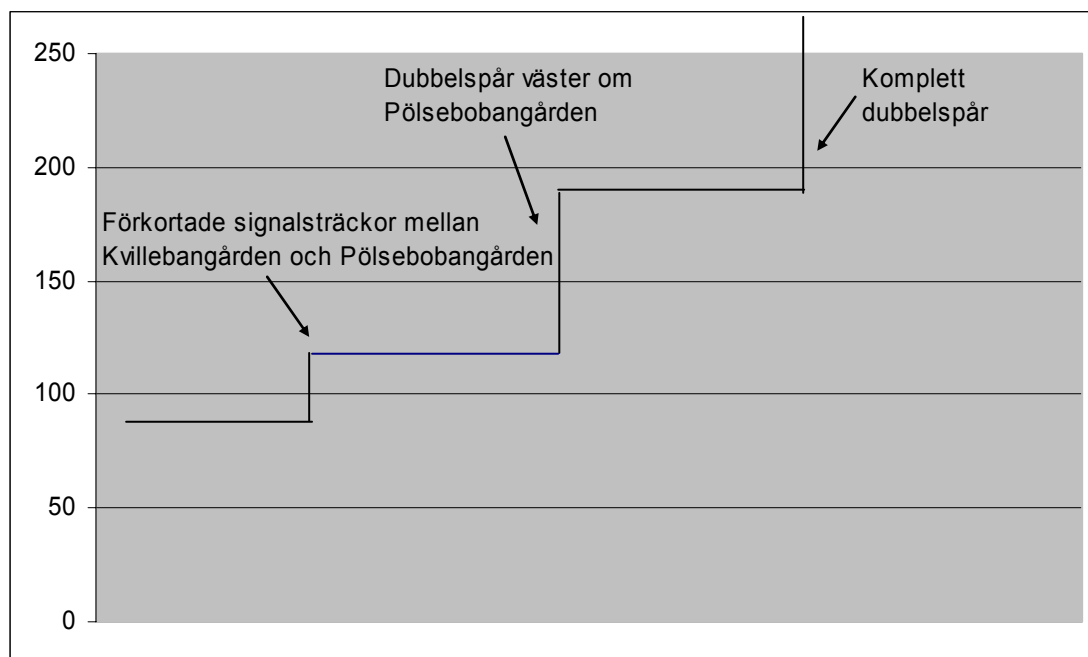 250
200
150
100
50
0
Dubbelspår väster om
Pölsebobangården
Komplett
dubbelspår
Förkortade signalsträckor mellan
Kvillebangården och Pölsebobangården